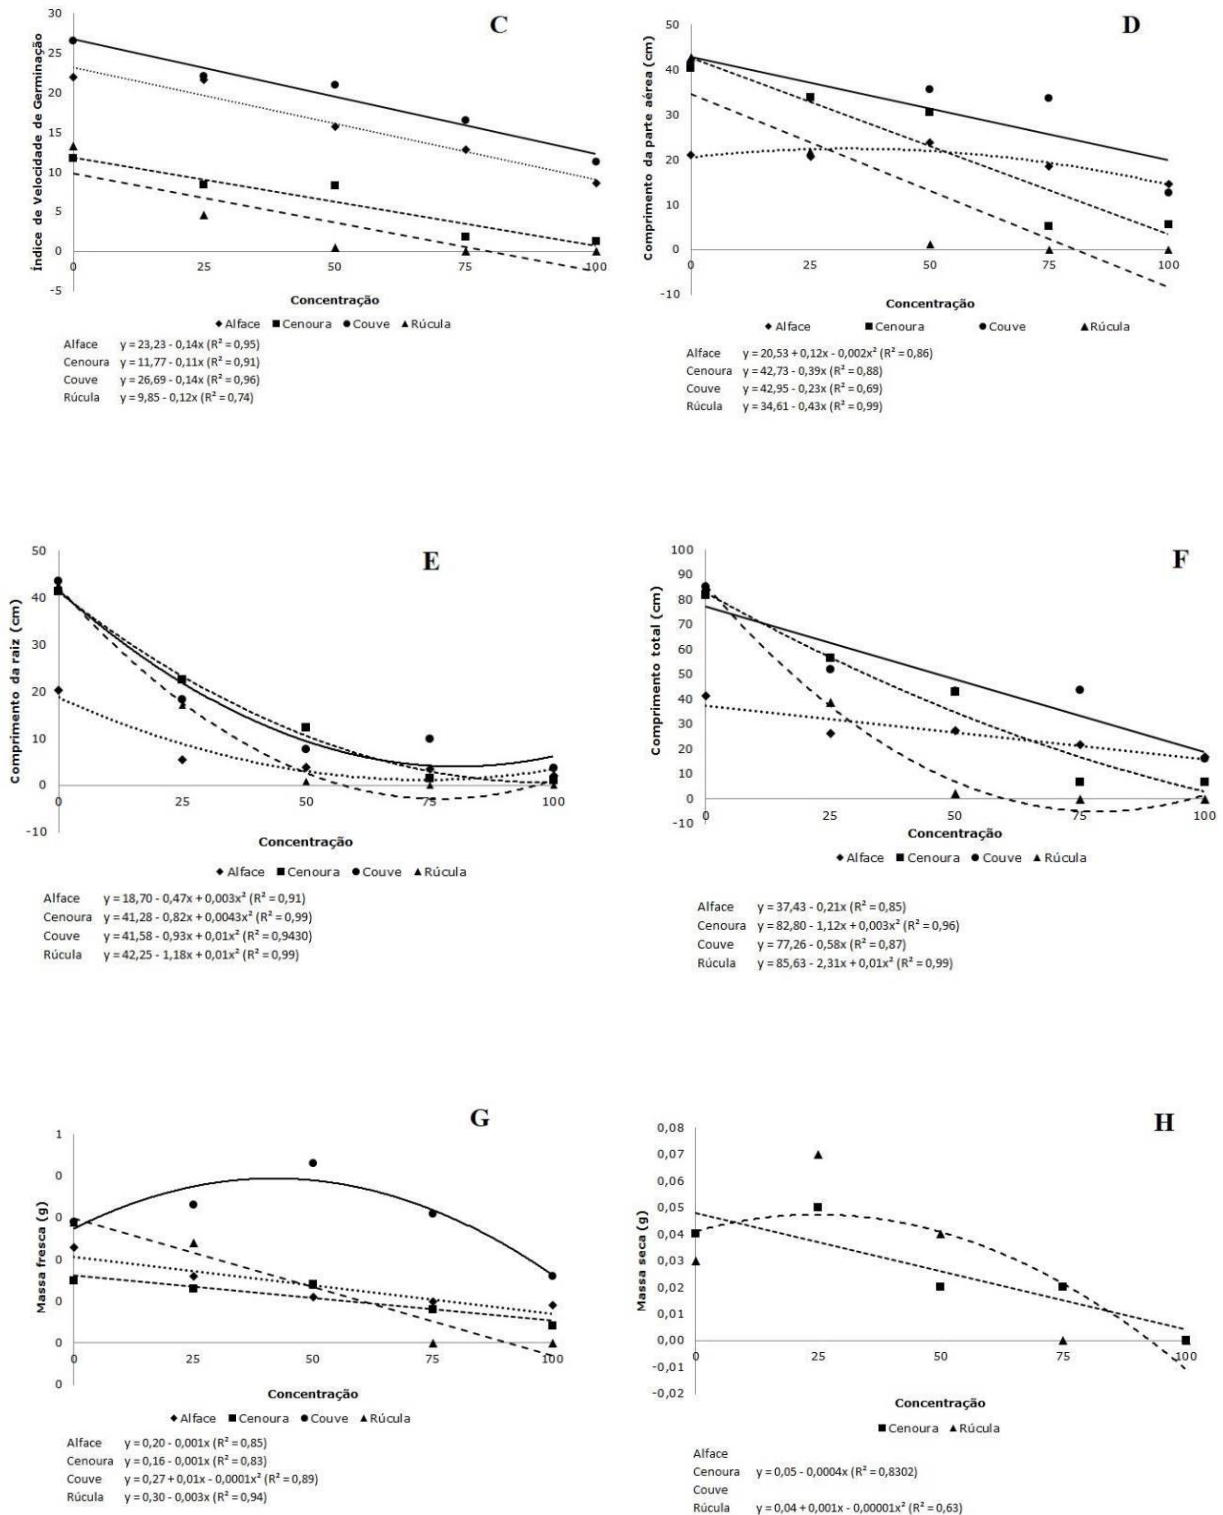 C
30
25
20
15
10
5
0
-5
0 25 50 75 100
Índice de Velocidade de Germinação
Concentração
◆ Alface ■ Cenoura ● Couve ▲ Rúcula
Alface y = 23,23 - 0,14x (R² = 0,95)
Cenoura y = 11,77 - 0,11x (R² = 0,91)
Couve y = 26,69 - 0,14x (R² = 0,96)
Rúcula y = 9,85 - 0,12x (R² = 0,74)
D
50
40
30
20
10
0
-10
0 25 50 75 100
Comprimento da parte aérea (cm)
Concentração
◆ Alface ■ Cenoura ● Couve ▲ Rúcula
Alface y = 20,53 + 0,12x - 0,002x² (R² = 0,86)
Cenoura y = 42,73 - 0,39x (R² = 0,88)
Couve y = 42,95 - 0,23x (R² = 0,69)
Rúcula y = 34,61 - 0,43x (R² = 0,99)
E
50
40
30
20
10
0
-10
0 25 50 75 100
Comprimento da raiz (cm)
Concentração
◆ Alface ■ Cenoura ● Couve ▲ Rúcula
Alface y = 18,70 - 0,47x + 0,003x² (R² = 0,91)
Cenoura y = 41,28 - 0,82x + 0,0043x² (R² = 0,99)
Couve y = 41,58 - 0,93x + 0,01x² (R² = 0,9430)
Rúcula y = 42,25 - 1,18x + 0,01x² (R² = 0,99)
F
100
90
80
70
60
50
40
30
20
10
0
-10
0 25 50 75 100
Comprimento total (cm)
Concentração
◆ Alface ■ Cenoura ● Couve ▲ Rúcula
Alface y = 37,43 - 0,21x (R² = 0,85)
Cenoura y = 82,80 - 1,12x + 0,003x² (R² = 0,96)
Couve y = 77,26 - 0,58x (R² = 0,87)
Rúcula y = 85,63 - 2,31x + 0,01x² (R² = 0,99)
G
1
0
0
0
0
0
0
0 25 50 75 100
Massa fresca (g)
Concentração
◆ Alface ■ Cenoura ● Couve ▲ Rúcula
Alface y = 0,20 - 0,001x (R² = 0,85)
Cenoura y = 0,16 - 0,001x (R² = 0,83)
Couve y = 0,27 + 0,01x - 0,0001x² (R² = 0,89)
Rúcula y = 0,30 - 0,003x (R² = 0,94)
H
0,08
0,07
0,06
0,05
0,04
0,03
0,02
0,01
0,00
-0,01
-0,02
0 25 50 75 100
Massa seca (g)
Concentração
■ Cenoura ▲ Rúcula
Alface
Cenoura y = 0,05 - 0,0004x (R² = 0,8302)
Couve
Rúcula y = 0,04 + 0,001x - 0,00001x² (R² = 0,63)